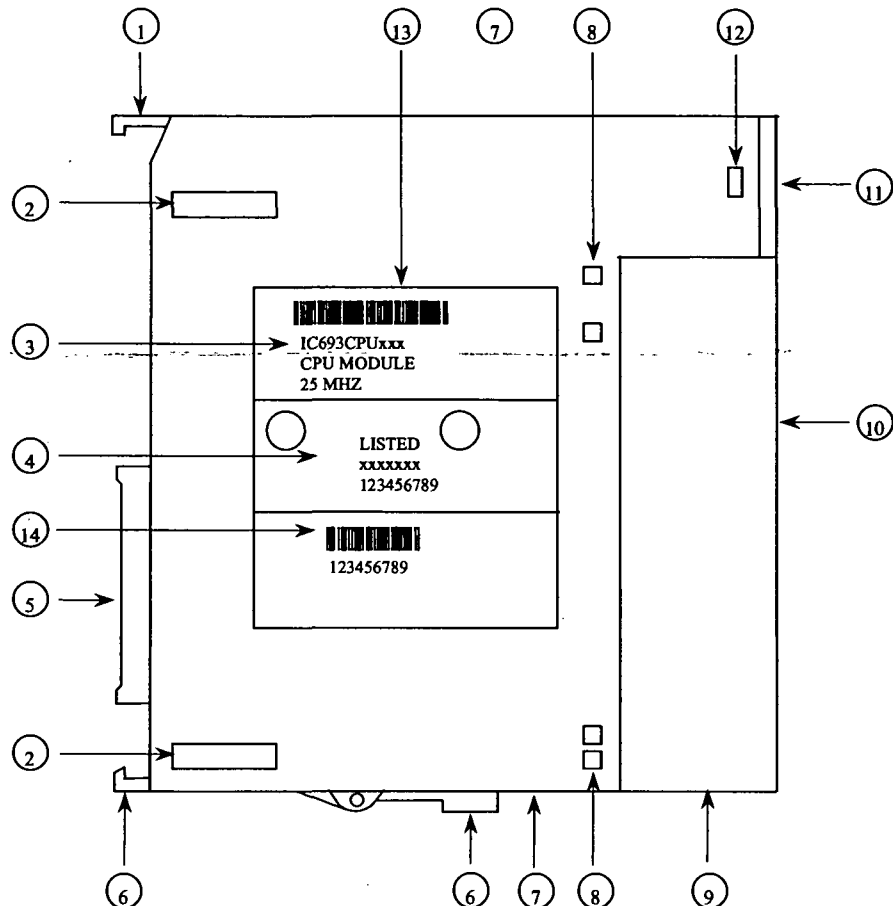 1 13 7 8 12
2 11
3 IC693CPUxxx
CPU MODULE
25 MHZ
10
4 LISTED
xxxxxxx
123456789
14
123456789
5
2
6 6 7 8 9